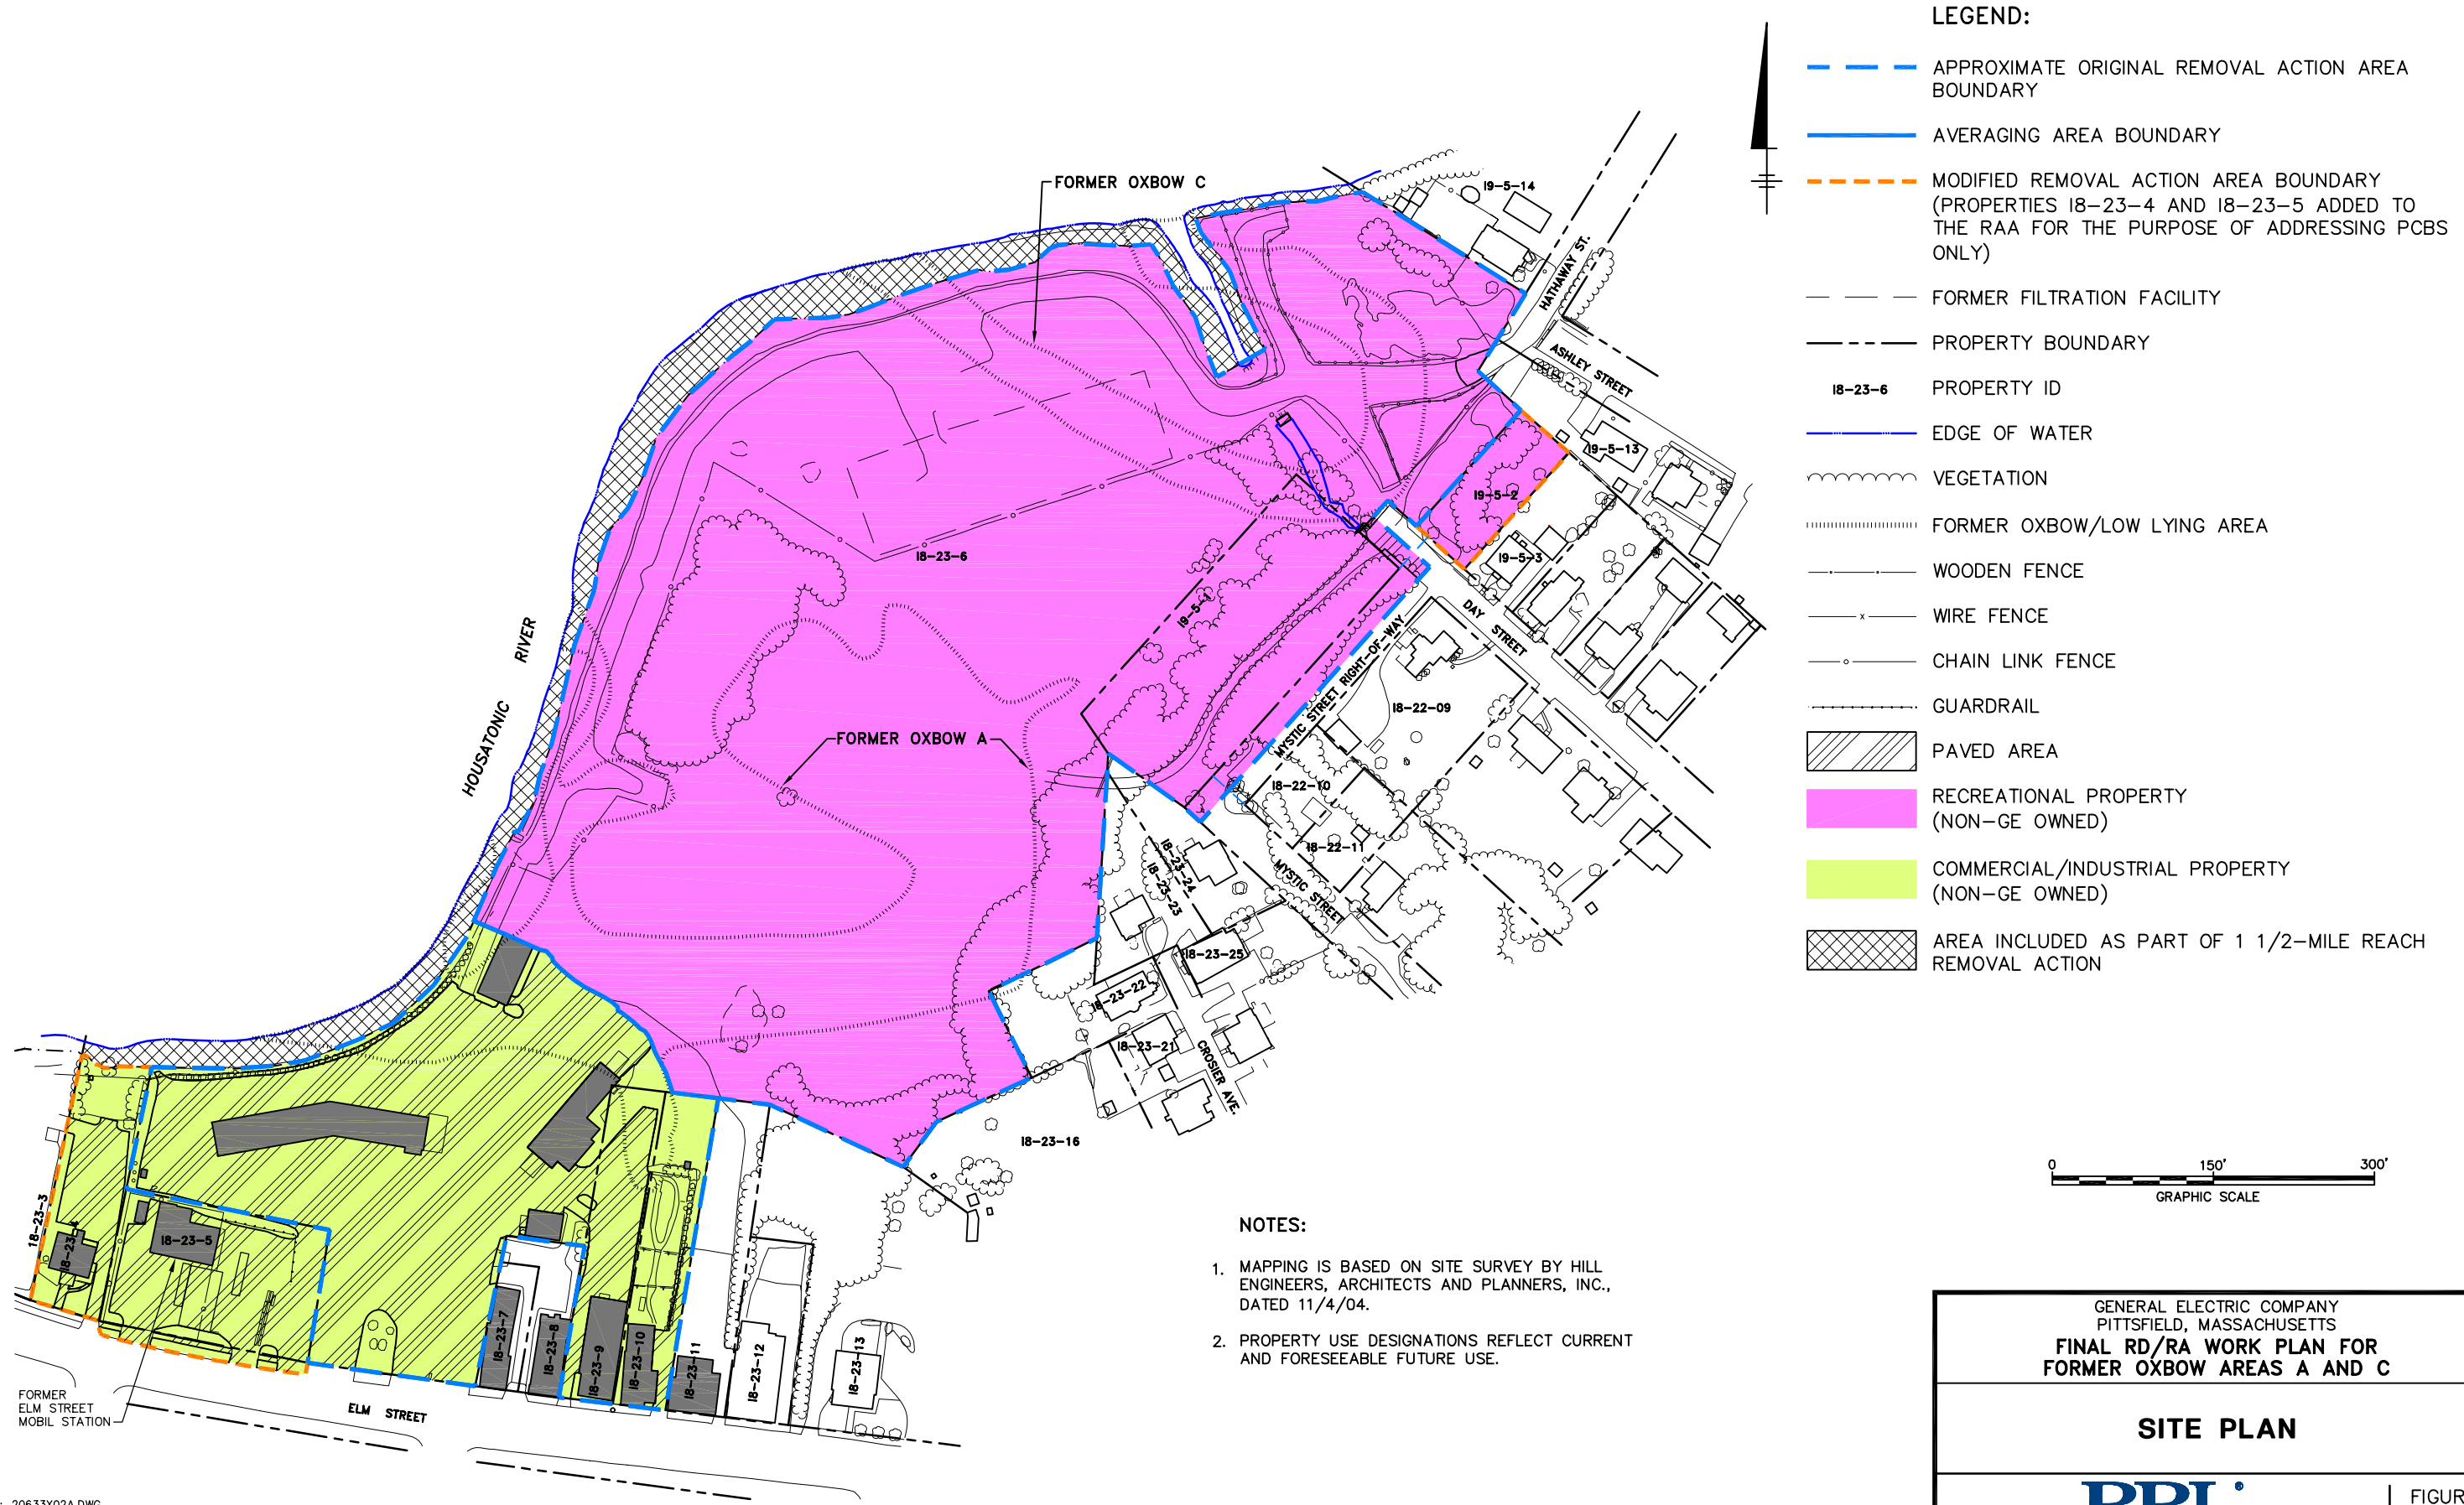 LEGEND:
APPROXIMATE ORIGINAL REMOVAL ACTION AREA
BOUNDARY
AVERAGING AREA BOUNDARY
MODIFIED REMOVAL ACTION AREA BOUNDARY
(PROPERTIES 18-23-4 AND 18-23-5 ADDED TO
THE RAA FOR THE PURPOSE OF ADDRESSING PCBS
ONLY)
FORMER FILTRATION FACILITY
PROPERTY BOUNDARY
18-23-6
PROPERTY ID
EDGE OF WATER
VEGETATION
FORMER OXBOW/LOW LYING AREA
WOODEN FENCE
x
WIRE FENCE
CHAIN LINK FENCE
GUARDRAIL
PAVED AREA
RECREATIONAL PROPERTY
(NON-GE OWNED)
COMMERCIAL/INDUSTRIAL PROPERTY
(NON-GE OWNED)
AREA INCLUDED AS PART OF 1 1/2-MILE REACH
REMOVAL ACTION
FORMER OXBOW C
19-5-14
HATHAWAY ST.
ASHLEY STREET
19-5-13
19-5-2
19-5-3
18-23-6
19-5-1
DAY STREET
MYSTIC STREET RIGHT-OF-WAY
HOUSATONIC RIVER
FORMER OXBOW A
18-22-09
18-22-10
18-22-11
MYSTIC STREET
18-23-24
18-23-23
18-23-25
18-23-22
18-23-21
CROSIER AVE.
18-23-16
18-23-3
18-23-5
18-23-7
18-23-8
18-23-9
18-23-10
18-23-11
18-23-12
18-23-13
FORMER
ELM STREET
MOBIL STATION
ELM STREET
NOTES:
1. MAPPING IS BASED ON SITE SURVEY BY HILL
ENGINEERS, ARCHITECTS AND PLANNERS, INC.,
DATED 11/4/04.
2. PROPERTY USE DESIGNATIONS REFLECT CURRENT
AND FORESEEABLE FUTURE USE.
0 150' 300'
GRAPHIC SCALE
GENERAL ELECTRIC COMPANY
PITTSFIELD, MASSACHUSETTS
FINAL RD/RA WORK PLAN FOR
FORMER OXBOW AREAS A AND C
SITE PLAN